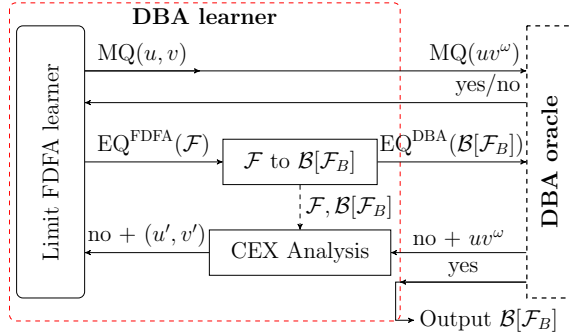 DBA learner
Limit FDFA learner
MQ(u, v)
MQ(uv^ω)
yes/no
EQ^FDFA(ℱ)
ℱ to ℬ[ℱ_B]
EQ^DBA(ℬ[ℱ_B])
ℱ, ℬ[ℱ_B]
no + (u′, v′)
CEX Analysis
no + uv^ω
yes
Output ℬ[ℱ_B]
DBA oracle